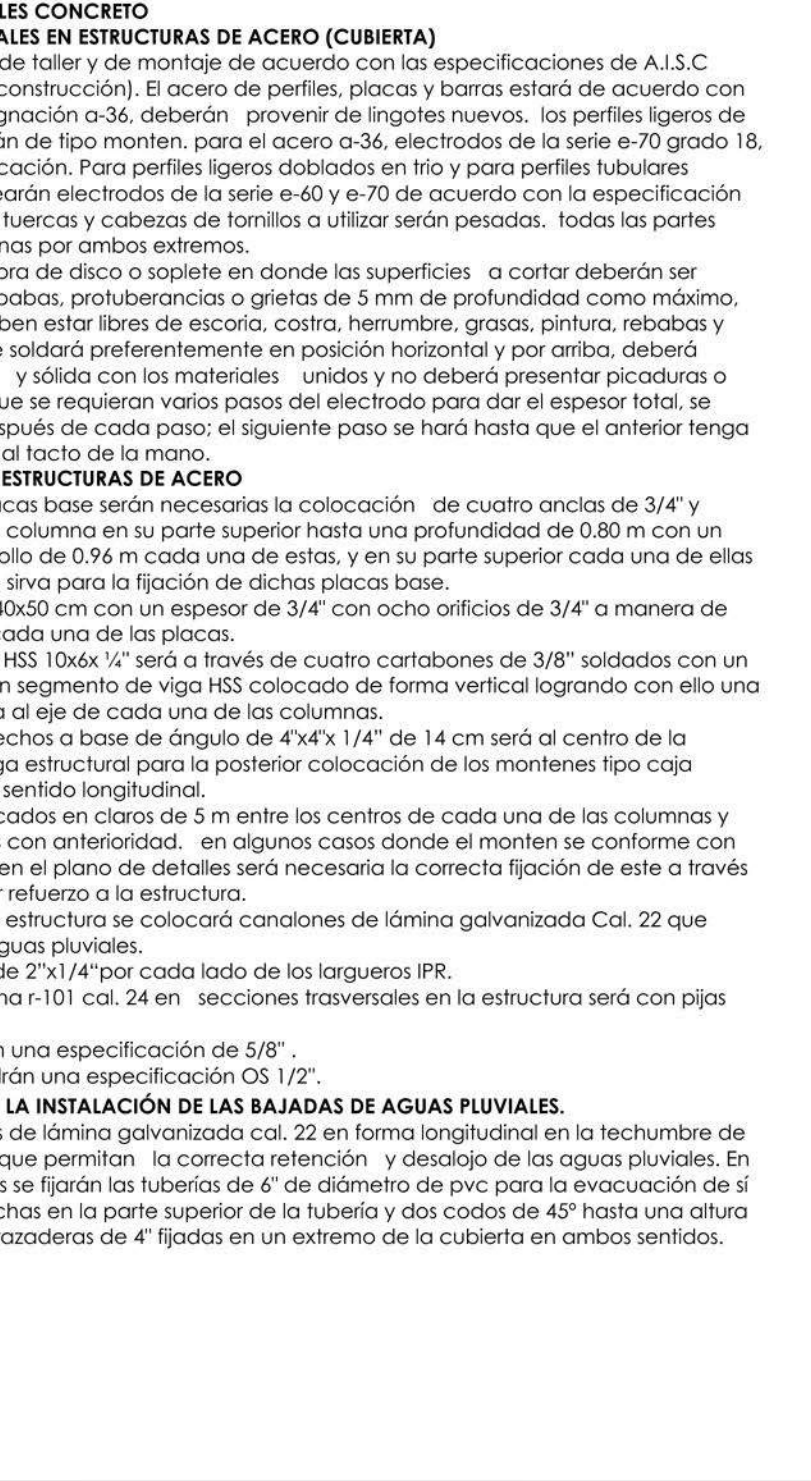 LES CONCRETO
ALES EN ESTRUCTURAS DE ACERO (CUBIERTA)
de taller y de montaje de acuerdo con las especificaciones de A.I.S.C
construcción). El acero de perfiles, placas y barras estará de acuerdo con
gnación a-36, deberán provenir de lingotes nuevos. los perfiles ligeros de
án de tipo monten. para el acero a-36, electrodos de la serie e-70 grado 18,
cación. Para perfiles ligeros doblados en trio y para perfiles tubulares
earán electrodos de la serie e-60 y e-70 de acuerdo con la especificación
tuercas y cabezas de tornillos a utilizar serán pesadas. todas las partes
nas por ambos extremos.
ora de disco o soplete en donde las superficies a cortar deberán ser
babas, protuberancias o grietas de 5 mm de profundidad como máximo,
ben estar libres de escoria, costra, herrumbre, grasas, pintura, rebabas y
e soldará preferentemente en posición horizontal y por arriba, deberá
y sólida con los materiales unidos y no deberá presentar picaduras o
ue se requieran varios pasos del electrodo para dar el espesor total, se
spués de cada paso; el siguiente paso se hará hasta que el anterior tenga
al tacto de la mano.
ESTRUCTURAS DE ACERO
acas base serán necesarias la colocación de cuatro anclas de 3/4" y
columna en su parte superior hasta una profundidad de 0.80 m con un
ollo de 0.96 m cada una de estas, y en su parte superior cada una de ellas
sirva para la fijación de dichas placas base.
40x50 cm con un espesor de 3/4" con ocho orificios de 3/4" a manera de
cada una de las placas.
HSS 10x6x ¼" será a través de cuatro cartabones de 3/8" soldados con un
n segmento de viga HSS colocado de forma vertical logrando con ello una
a al eje de cada una de las columnas.
echos a base de ángulo de 4"x4"x 1/4" de 14 cm será al centro de la
ga estructural para la posterior colocación de los montenes tipo caja
sentido longitudinal.
cados en claros de 5 m entre los centros de cada una de las columnas y
s con anterioridad. en algunos casos donde el monten se conforme con
en el plano de detalles será necesaria la correcta fijación de este a través
r refuerzo a la estructura.
estructura se colocará canalones de lámina galvanizada Cal. 22 que
guas pluviales.
de 2"x1/4"por cada lado de los largueros IPR.
na r-101 cal. 24 en secciones trasversales en la estructura será con pijas
n una especificación de 5/8" .
drán una especificación OS 1/2".
LA INSTALACIÓN DE LAS BAJADAS DE AGUAS PLUVIALES.
s de lámina galvanizada cal. 22 en forma longitudinal en la techumbre de
que permitan la correcta retención y desalojo de las aguas pluviales. En
s se fijarán las tuberías de 6" de diámetro de pvc para la evacuación de sí
chas en la parte superior de la tubería y dos codos de 45° hasta una altura
razaderas de 4" fijadas en un extremo de la cubierta en ambos sentidos.